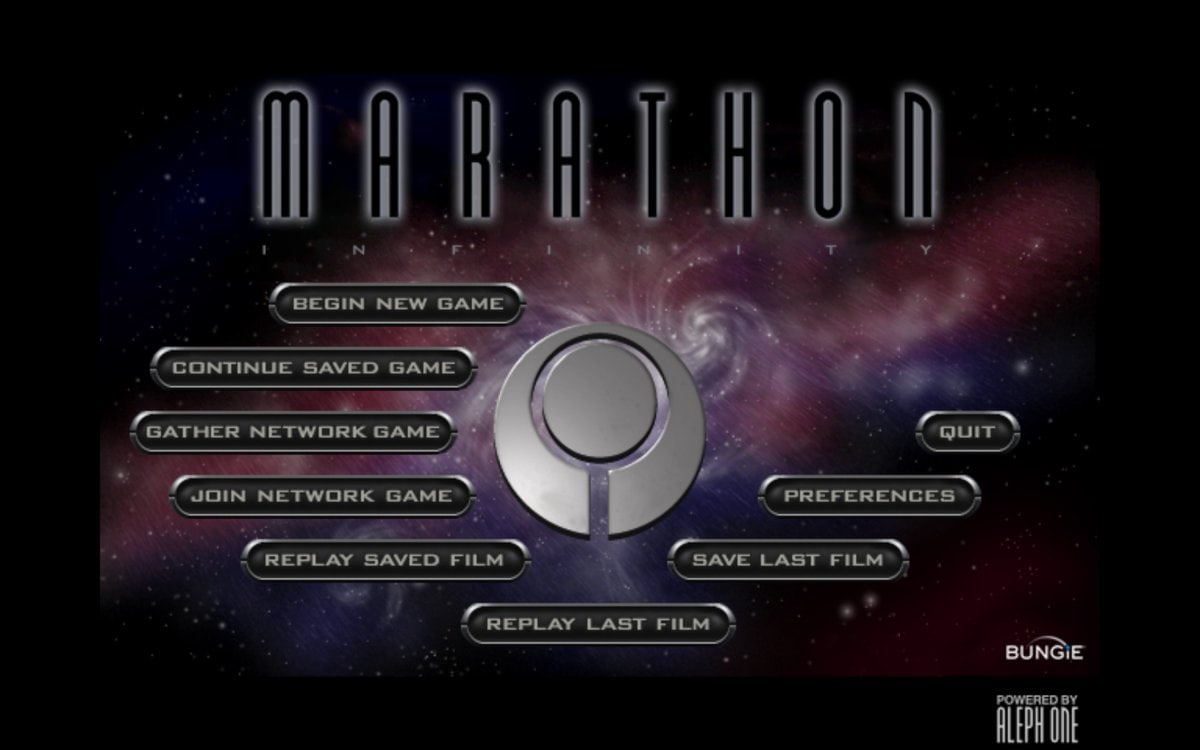 MARATHON
INFINITY
BEGIN NEW GAME
CONTINUE SAVED GAME
GATHER NETWORK GAME
QUIT
JOIN NETWORK GAME
PREFERENCES
REPLAY SAVED FILM
SAVE LAST FILM
REPLAY LAST FILM
BUNGiE
POWERED BY
ALEPH ONE